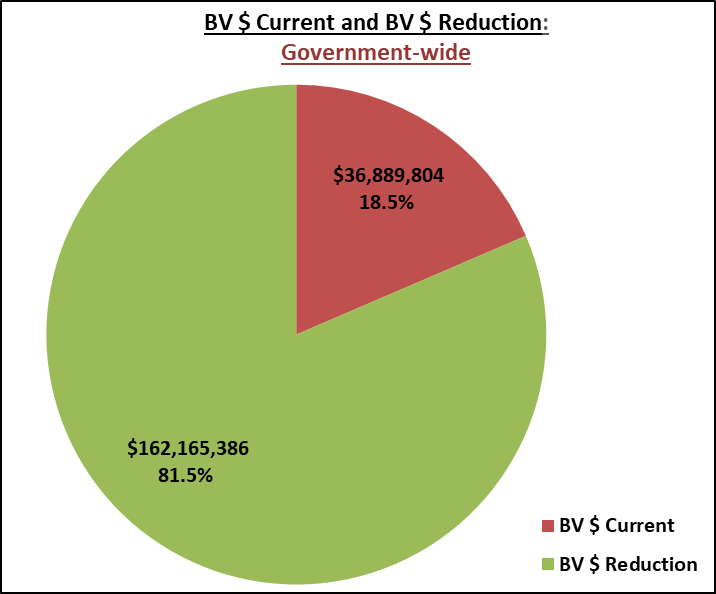 BV $ Current and BV $ Reduction:
Government-wide
$36,889,804
18.5%
$162,165,386
81.5%
BV $ Current
BV $ Reduction